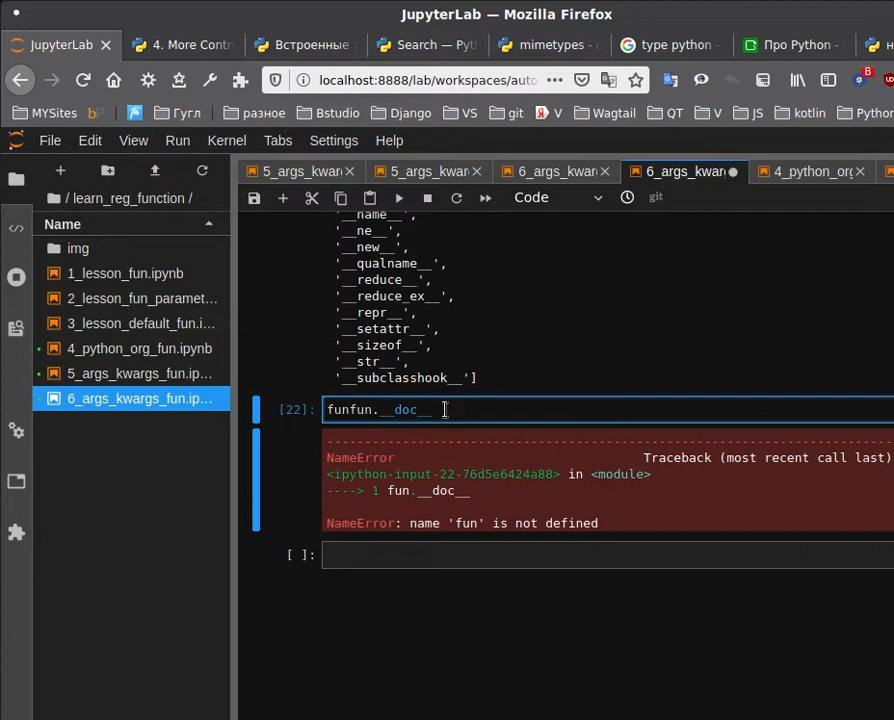 JupyterLab — Mozilla Firefox
JupyterLab
4. More Contr
Встроенные
Search — Pyt
mimetypes - c
type python -
Про Python -
localhost:8888/lab/workspaces/auto
B
MYSites
bP
Гугл
разное
Bstudio
Django
VS
git
Я V
Wagtail
QT
V
JS
kotlin
Python
File Edit View Run Kernel Tabs Settings Help
5_args_kwarg
5_args_kwar
6_args_kwarg
6_args_kwarg
4_python_org
/ learn_reg_function /
Code
git
Name
img
1_lesson_fun.ipynb
2_lesson_fun_paramet...
3_lesson_default_fun.i...
4_python_org_fun.ipynb
5_args_kwargs_fun.ip...
6_args_kwargs_fun.ip...
'__name__',
'__ne__',
'__new__',
'__qualname__',
'__reduce__',
'__reduce_ex__',
'__repr__',
'__setattr__',
'__sizeof__',
'__str__',
'__subclasshook__']
[22]: funfun.__doc__
---------------------------------------------------------------------------
NameError Traceback (most recent call last)
<ipython-input-22-76d5e6424a88> in <module>
----> 1 fun.__doc__
NameError: name 'fun' is not defined
[ ]: